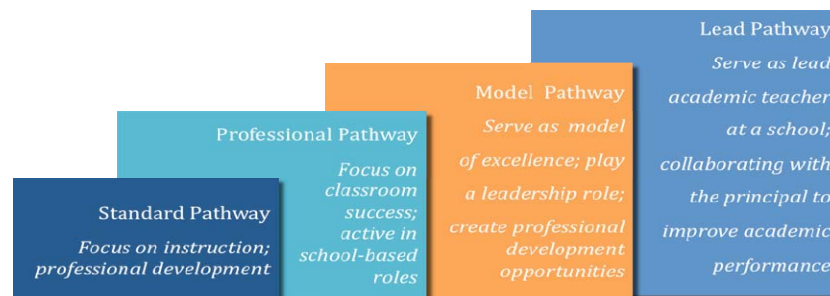 Standard Pathway
Focus on instruction;
professional development
Professional Pathway
Focus on
classroom
success;
active in
school-based
roles
Model Pathway
Serve as model
of excellence; play
a leadership role;
create professional
development
opportunities
Lead Pathway
Serve as lead
academic teacher
at a school;
collaborating with
the principal to
improve academic
performance